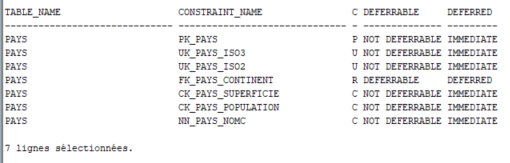 TABLE_NAME CONSTRAINT_NAME C DEFERRABLE DEFERRED
------------------------------ ------------------------------ - -------------- ---------
PAYS PK_PAYS P NOT DEFERRABLE IMMEDIATE
PAYS UK_PAYS_ISO3 U NOT DEFERRABLE IMMEDIATE
PAYS UK_PAYS_ISO2 U NOT DEFERRABLE IMMEDIATE
PAYS FK_PAYS_CONTINENT R DEFERRABLE DEFERRED
PAYS CK_PAYS_SUPERFICIE C NOT DEFERRABLE IMMEDIATE
PAYS CK_PAYS_POPULATION C NOT DEFERRABLE IMMEDIATE
PAYS NN_PAYS_NOMC C NOT DEFERRABLE IMMEDIATE
7 lignes sélectionnées.